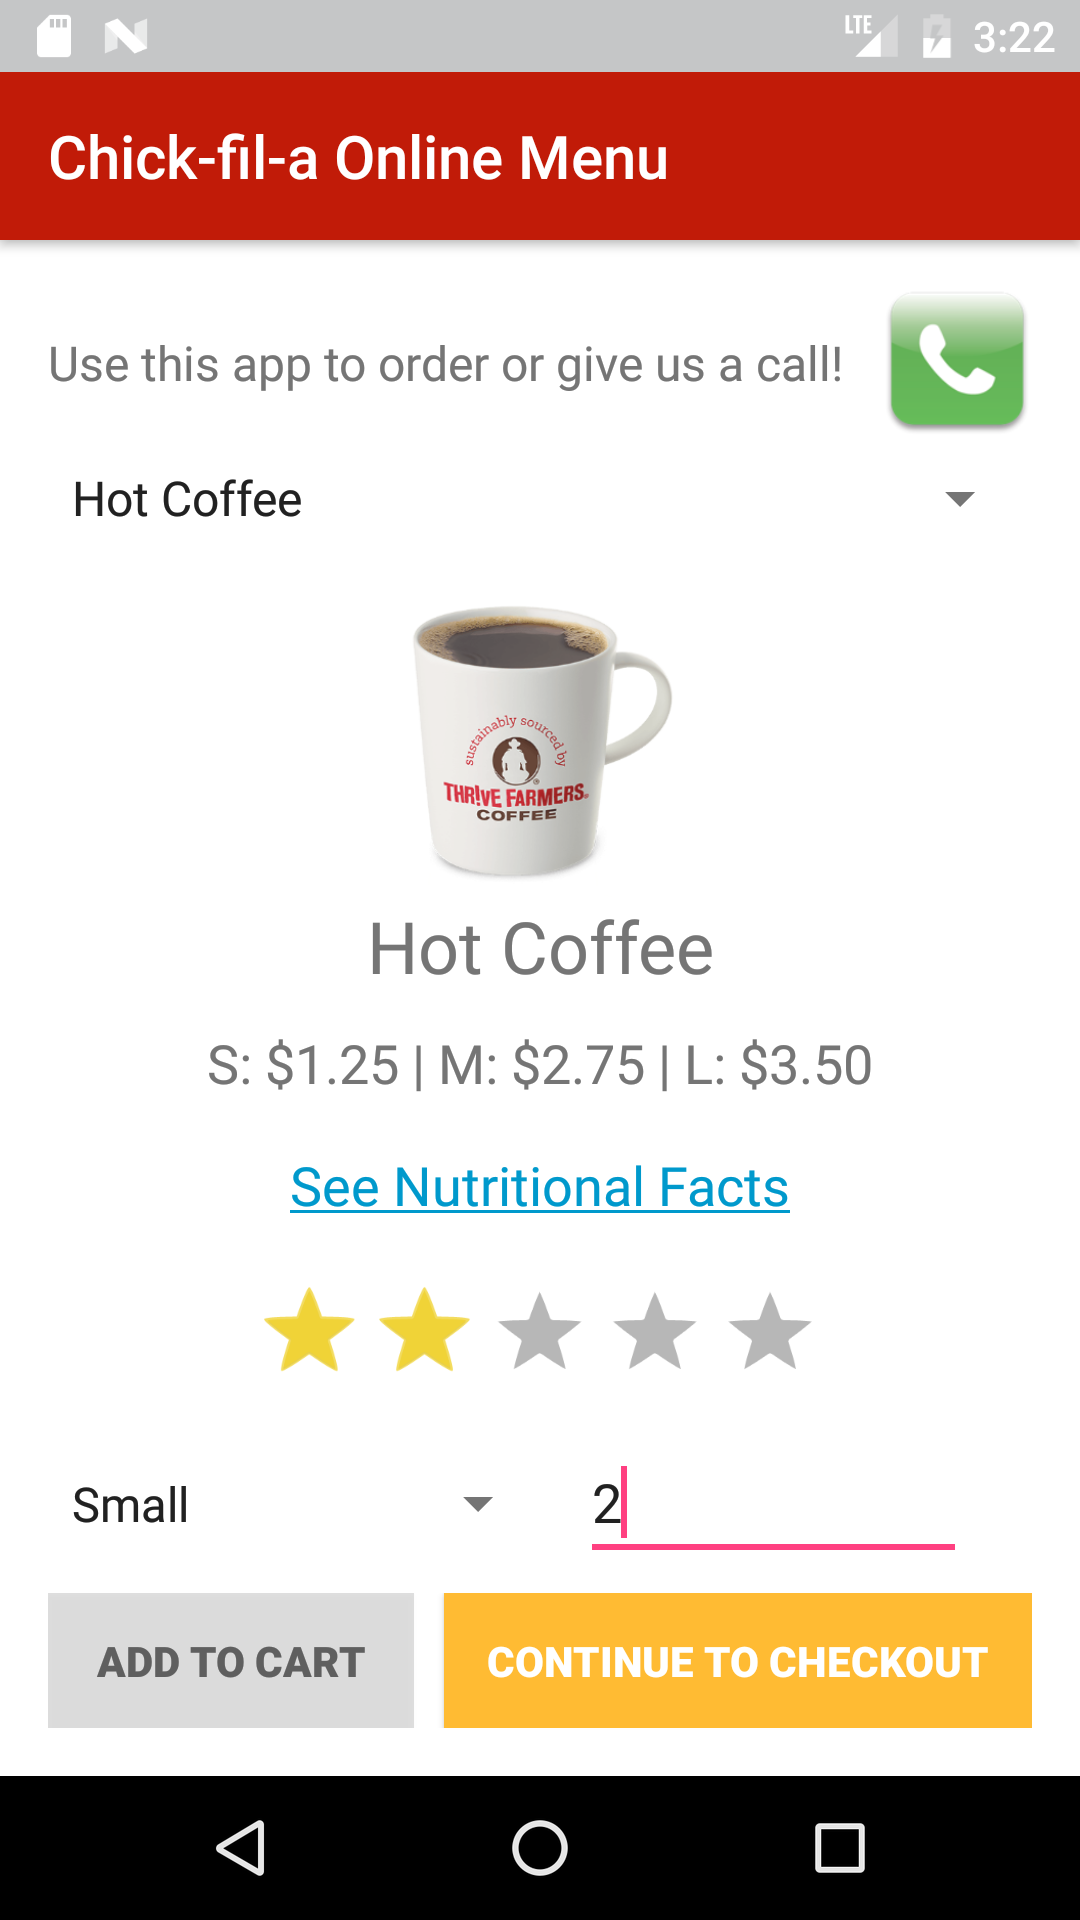 LTE 3:22
Chick-fil-a Online Menu
Use this app to order or give us a call!
Hot Coffee
sustainably sourced by
THRIVE FARMERS®
COFFEE
Hot Coffee
S: $1.25 | M: $2.75 | L: $3.50
See Nutritional Facts
Small 2
ADD TO CART CONTINUE TO CHECKOUT